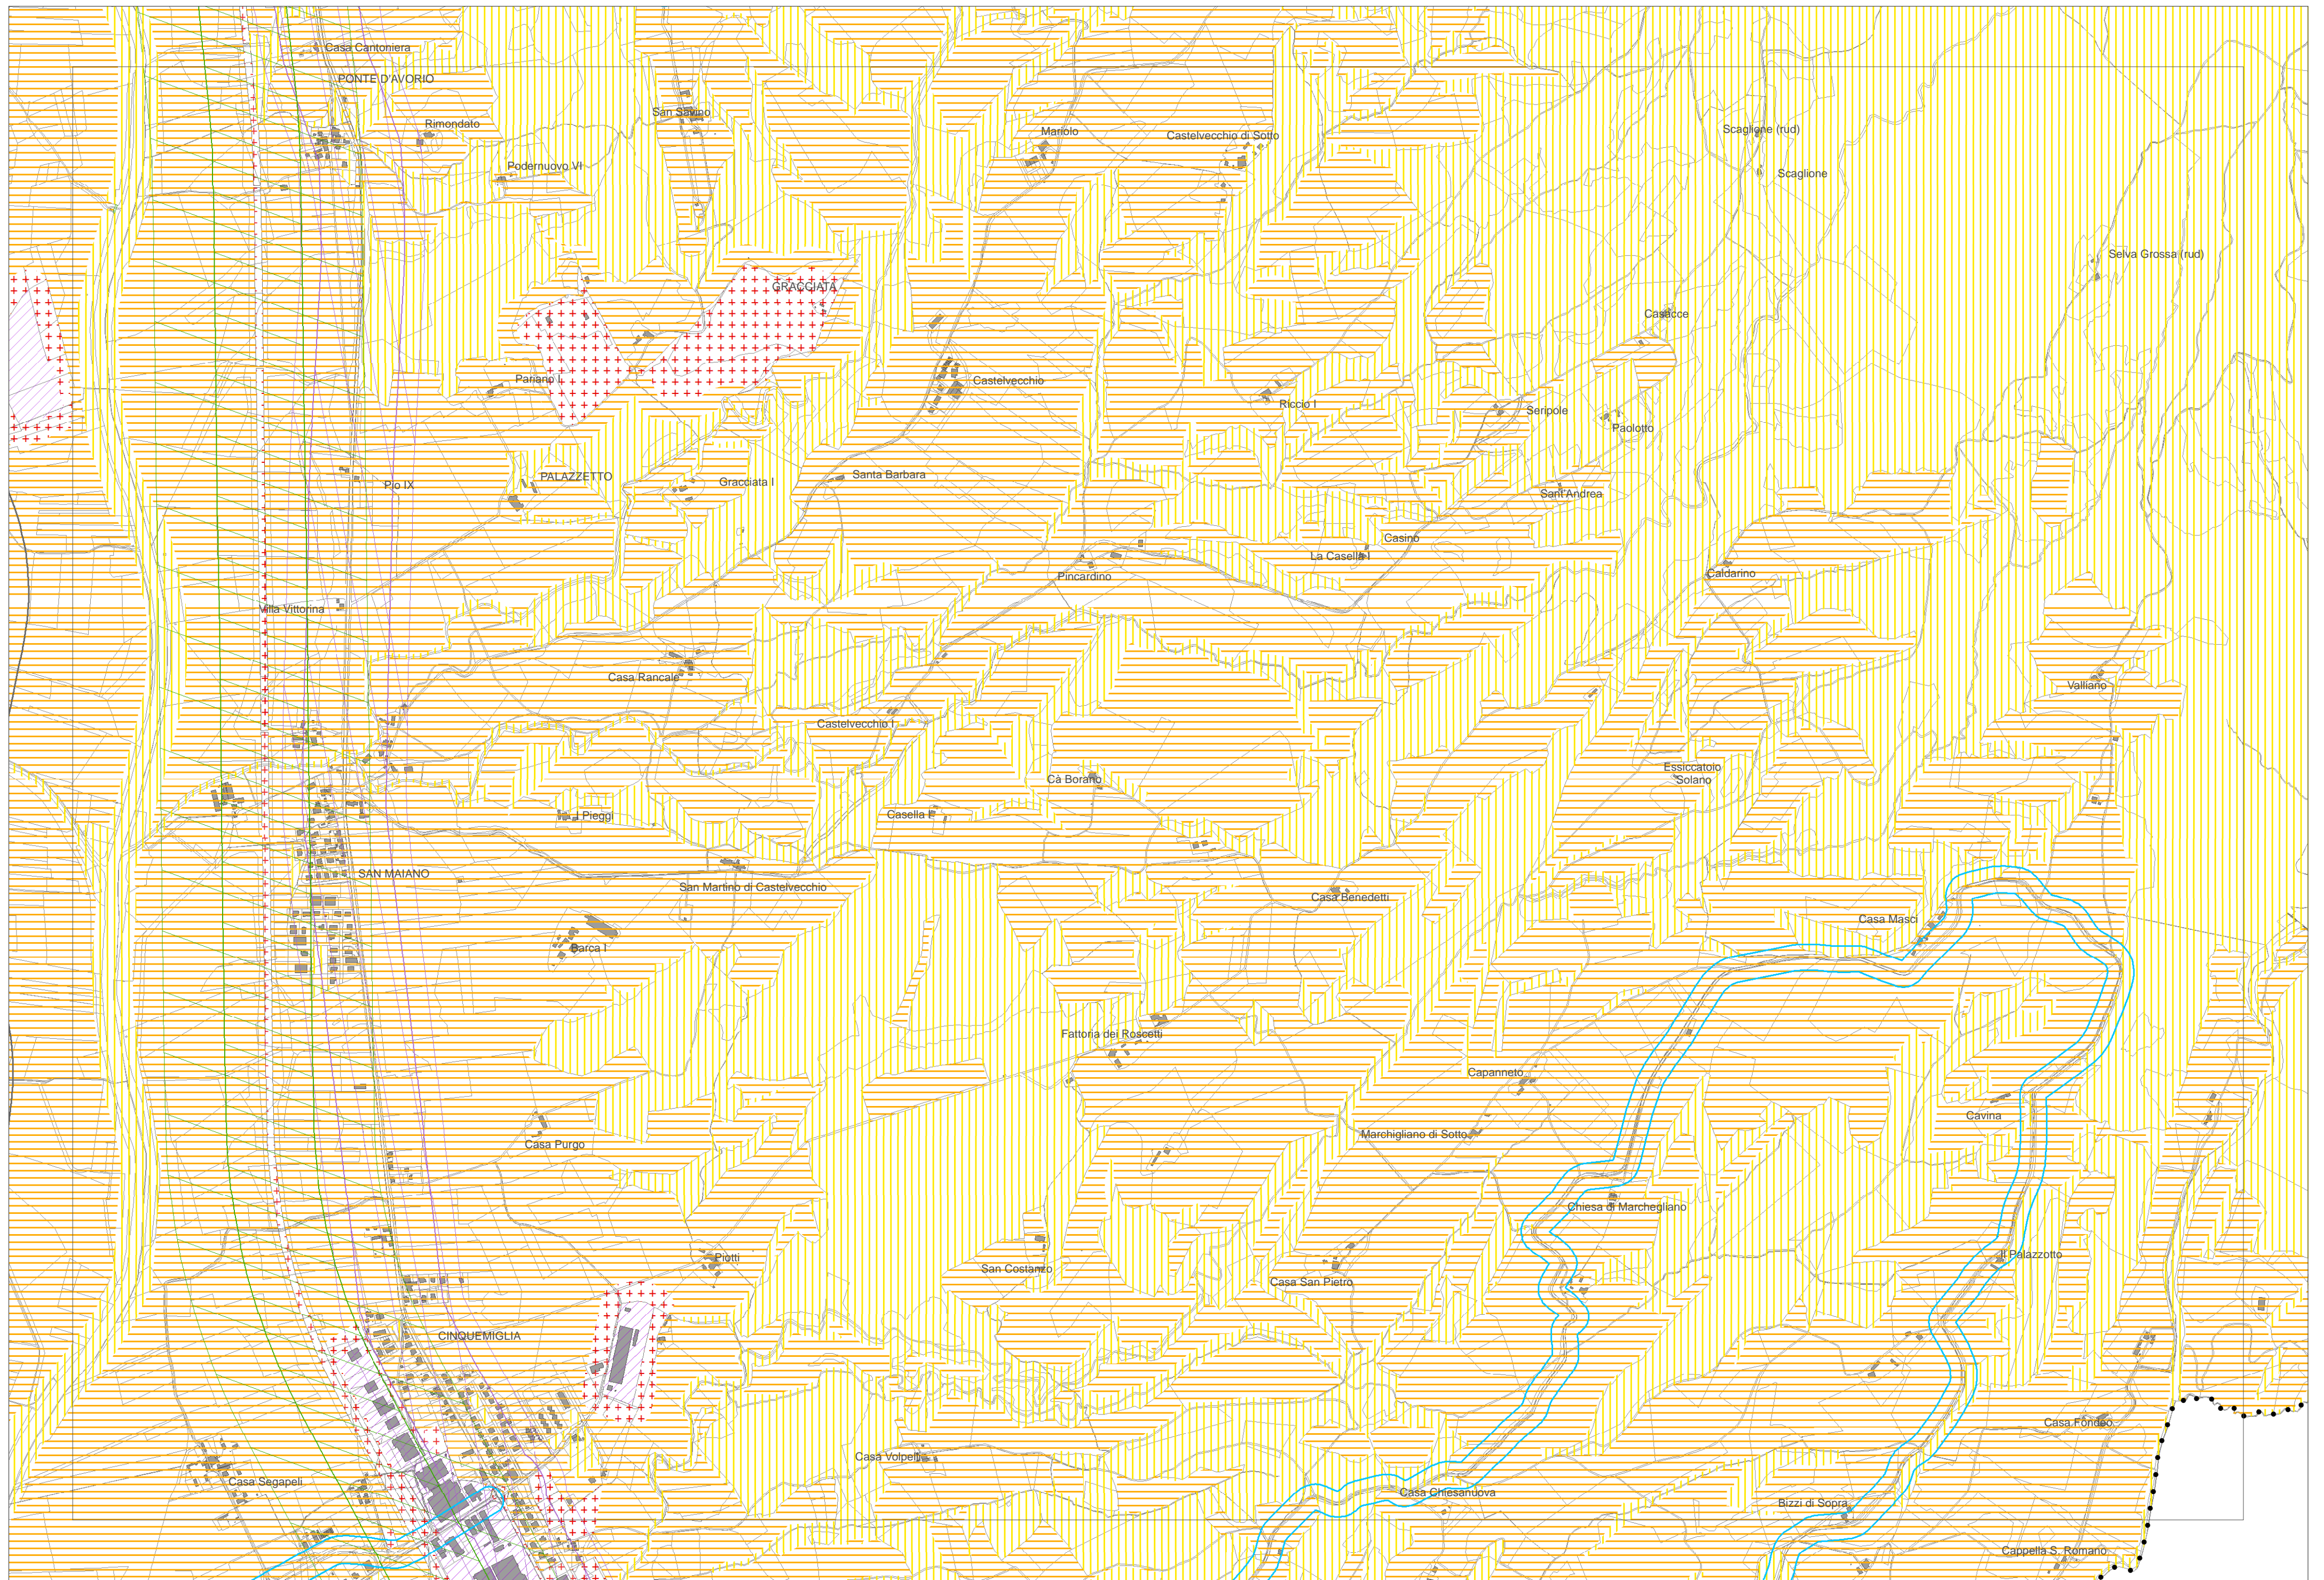 Casa Cantoniera
PONTE D'AVORIO
San Savino
Rimondato
Mariolo
Castelvecchio di Sotto
Scaglione (rud)
Podernuovo VI
Scaglione
Selva Grossa (rud)
GRACCIATA
Casacce
Pariano I
Castelvecchio
Riccio I
Seripole
Paolotto
PALAZZETTO
Santa Barbara
Gracciata I
Pio IX
Sant'Andrea
Casino
La Casella I
Pincardino
Caldarino
Villa Vittorina
Casa Rancale
Valliano
Castelvecchio I
Essiccatoio
Solano
Cà Borano
I Pieggi
Casella I
SAN MAIANO
San Martino di Castelvecchio
Casa Benedetti
Casa Masci
Barca I
Fattoria dei Roscetti
Capanneto
Cavina
Marchigliano di Sotto
Casa Purgo
Chiesa di Marchegliano
Il Palazzotto
Piotti
San Costanzo
Casa San Pietro
CINQUEMIGLIA
Casa Fondeo
Casa Volpelli
Casa Segapeli
Casa Chiesanuova
Bizzi di Sopra
Cappella S. Romano